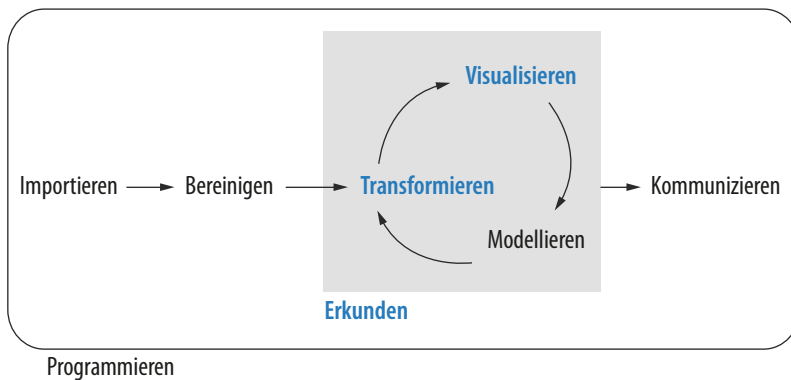 Visualisieren
Importieren
Bereinigen
Transformieren
Kommunizieren
Modellieren
Erkunden
Programmieren